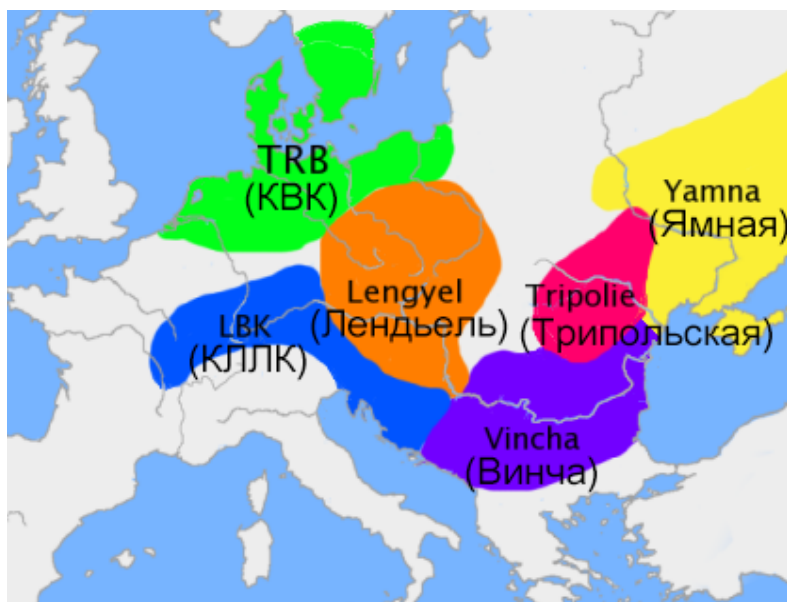 TRB
(КВК)
Yamna
(Ямная)
Lengyel
(Лендьель)
Tripolie
(Трипольская)
LBK
(КЛЛК)
Vincha
(Винча)